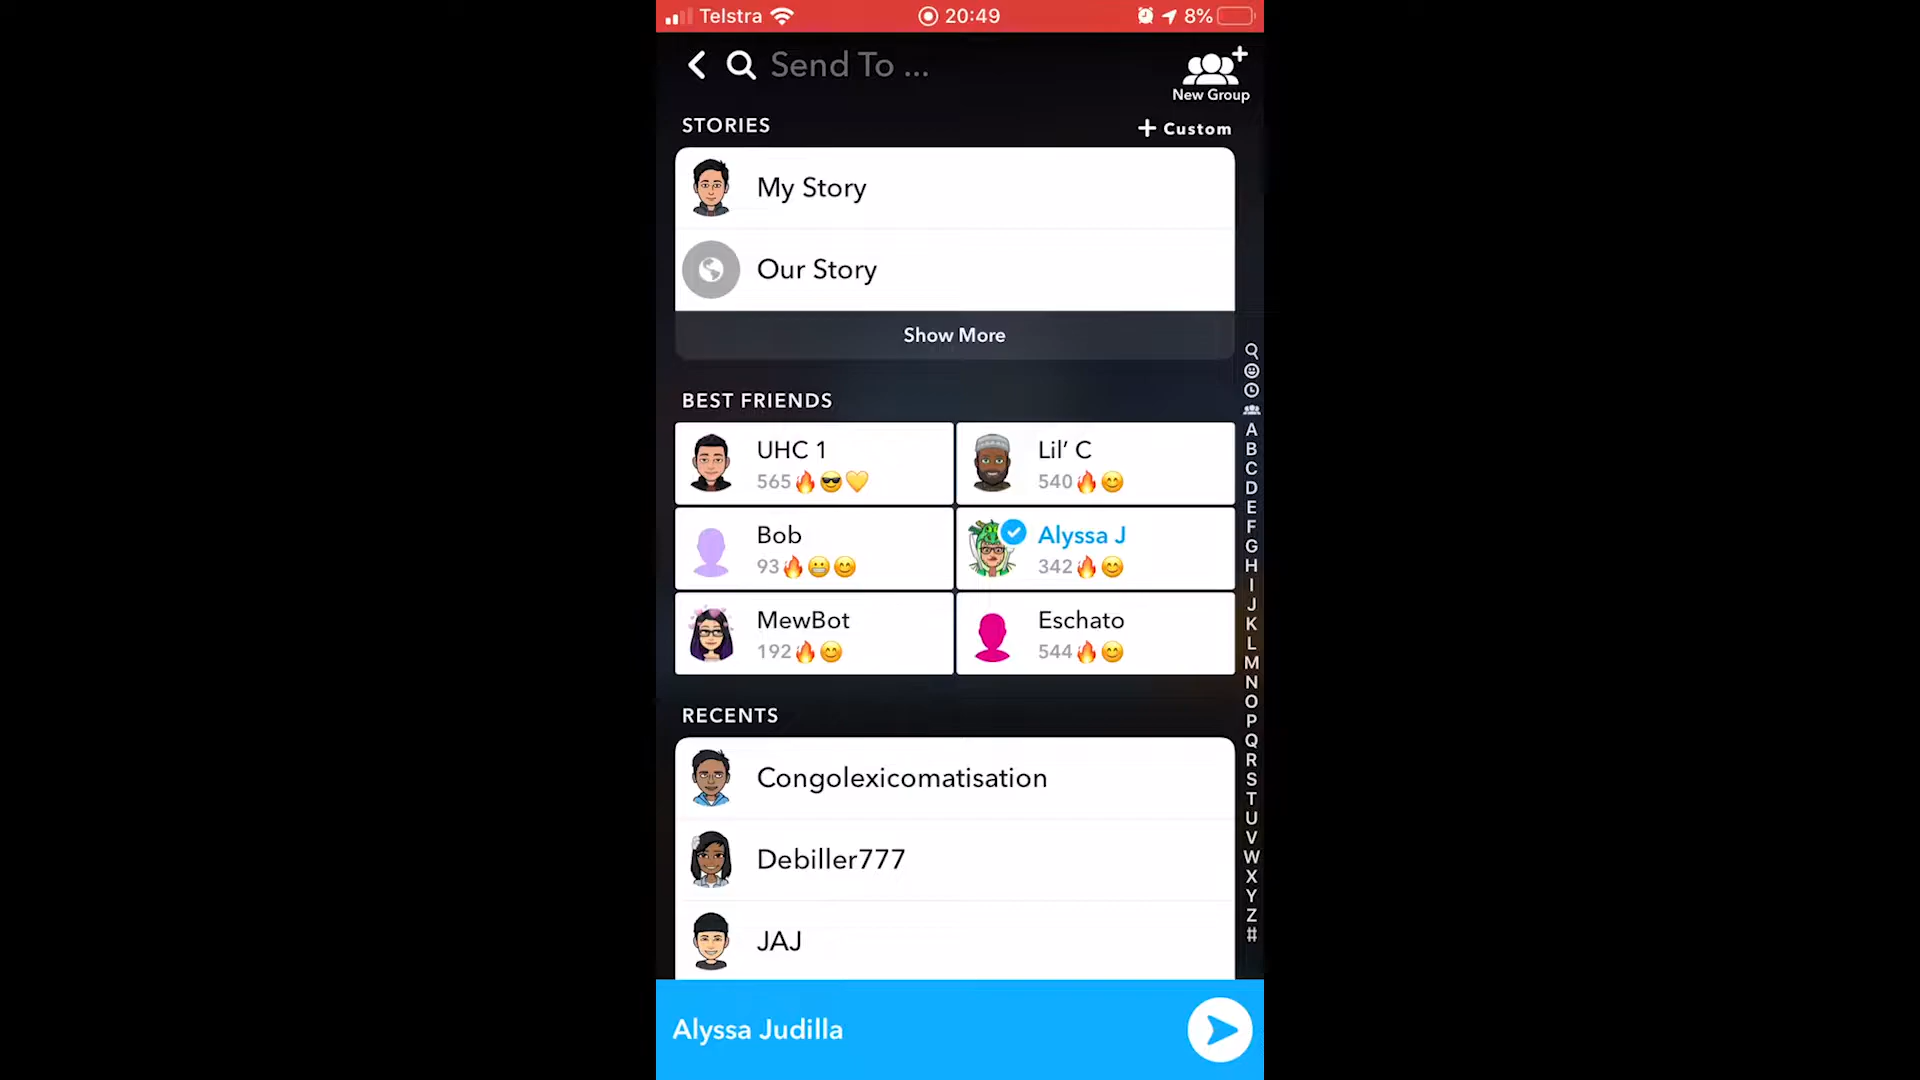 Telstra 20:49 8%
Send To ...
New Group
STORIES
+ Custom
My Story
Our Story
Show More
BEST FRIENDS
UHC 1
565🔥😎💛
Lil’ C
540🔥😊
Bob
93🔥😬😊
Alyssa J
342🔥😊
MewBot
192🔥😊
Eschato
544🔥😊
RECENTS
Congolexicomatisation
Debiller777
JAJ
A
B
C
D
E
F
G
H
I
J
K
L
M
N
O
P
Q
R
S
T
U
V
W
X
Y
Z
#
Alyssa Judilla